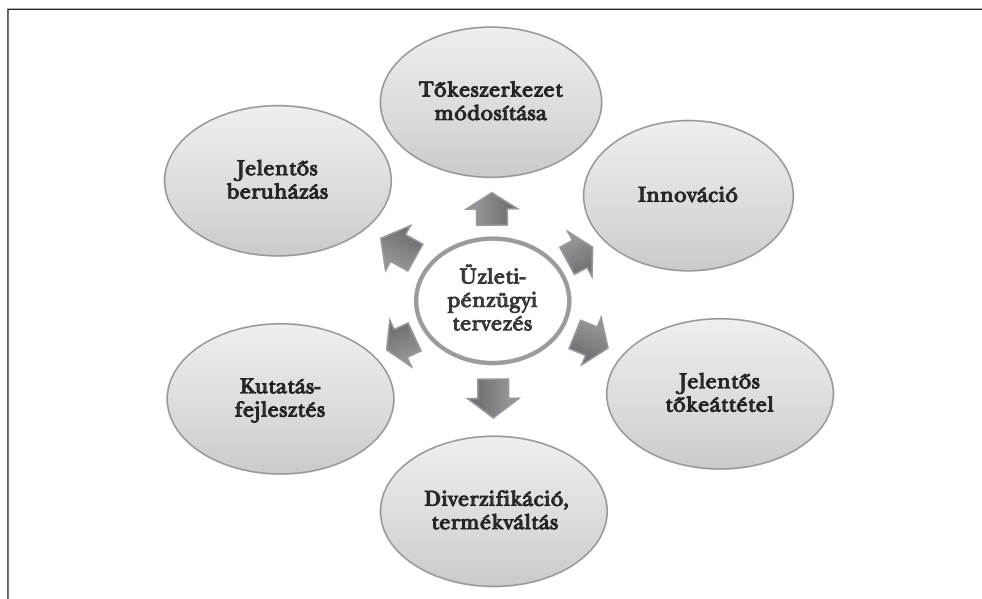 Tőkeszerkezet
módosítása
Jelentős
beruházás
Innováció
Üzleti-
pénzügyi
tervezés
Kutatás-
fejlesztés
Jelentős
tőkeáttétel
Diverzifikáció,
termékváltás